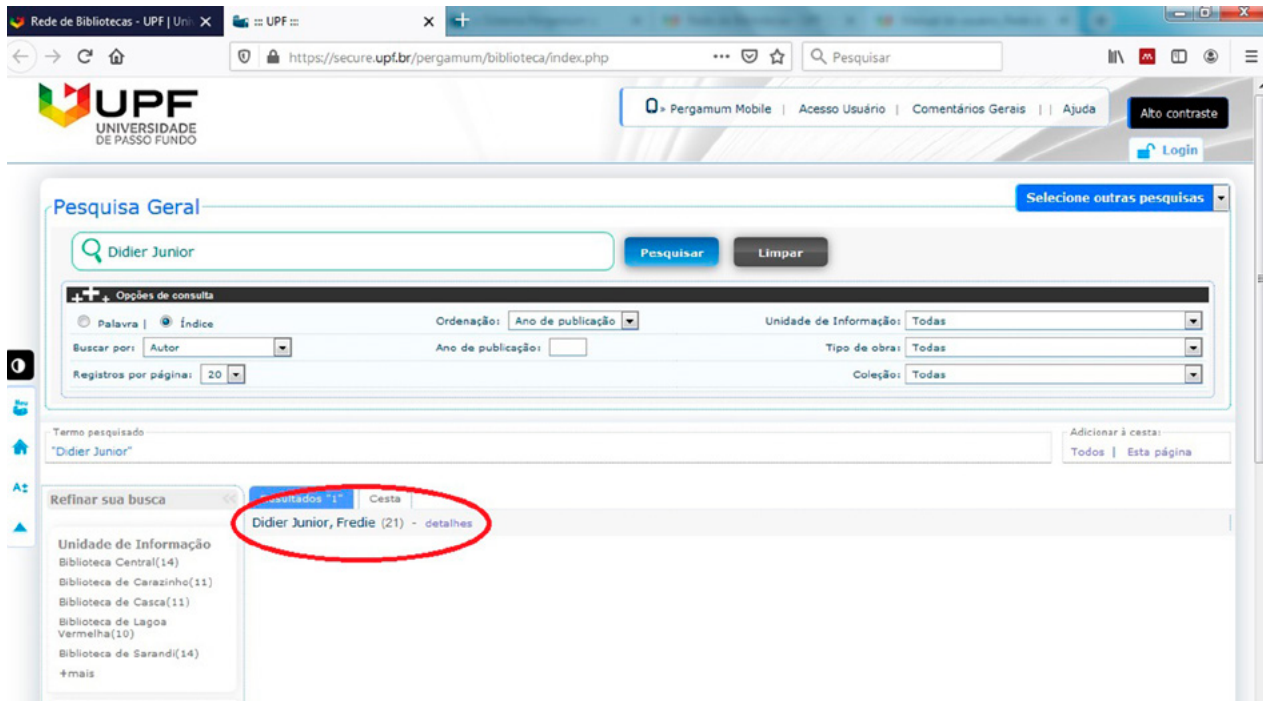 Rede de Bibliotecas - UPF | Uni
::: UPF :::
https://secure.upf.br/pergamum/biblioteca/index.php
Pesquisar
UPF
UNIVERSIDADE
DE PASSO FUNDO
» Pergamum Mobile | Acesso Usuário | Comentários Gerais | | Ajuda
Alto contraste
Login
Pesquisa Geral
Selecione outras pesquisas
Didier Junior
Pesquisar
Limpar
Opções de consulta
Palavra | Índice
Ordenação: Ano de publicação
Unidade de Informação: Todas
Buscar por: Autor
Ano de publicação:
Tipo de obra: Todas
Registros por página: 20
Coleção: Todas
Termo pesquisado
"Didier Junior"
Adicionar à cesta:
Todos | Esta página
Refinar sua busca
Resultados "1"
Cesta
Didier Junior, Fredie (21) - detalhes
Unidade de Informação
Biblioteca Central(14)
Biblioteca de Carazinho(11)
Biblioteca de Casca(11)
Biblioteca de Lagoa
Vermelha(10)
Biblioteca de Sarandi(14)
+mais